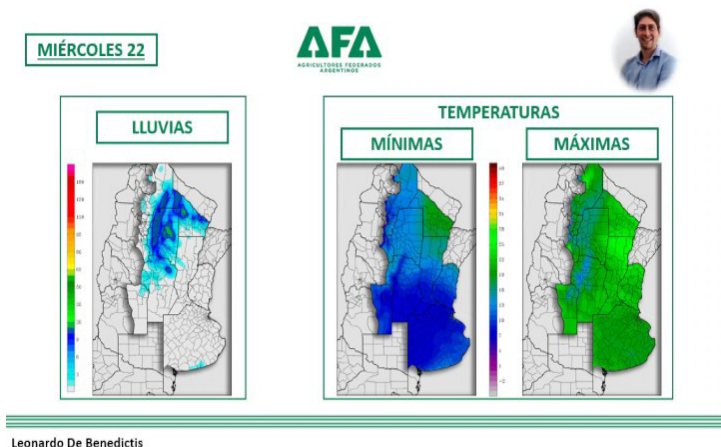 MIÉRCOLES 22
AFA
AGRICULTORES FEDERADOS
ARGENTINOS
LLUVIAS
TEMPERATURAS
MÍNIMAS
MÁXIMAS
Leonardo De Benedictis